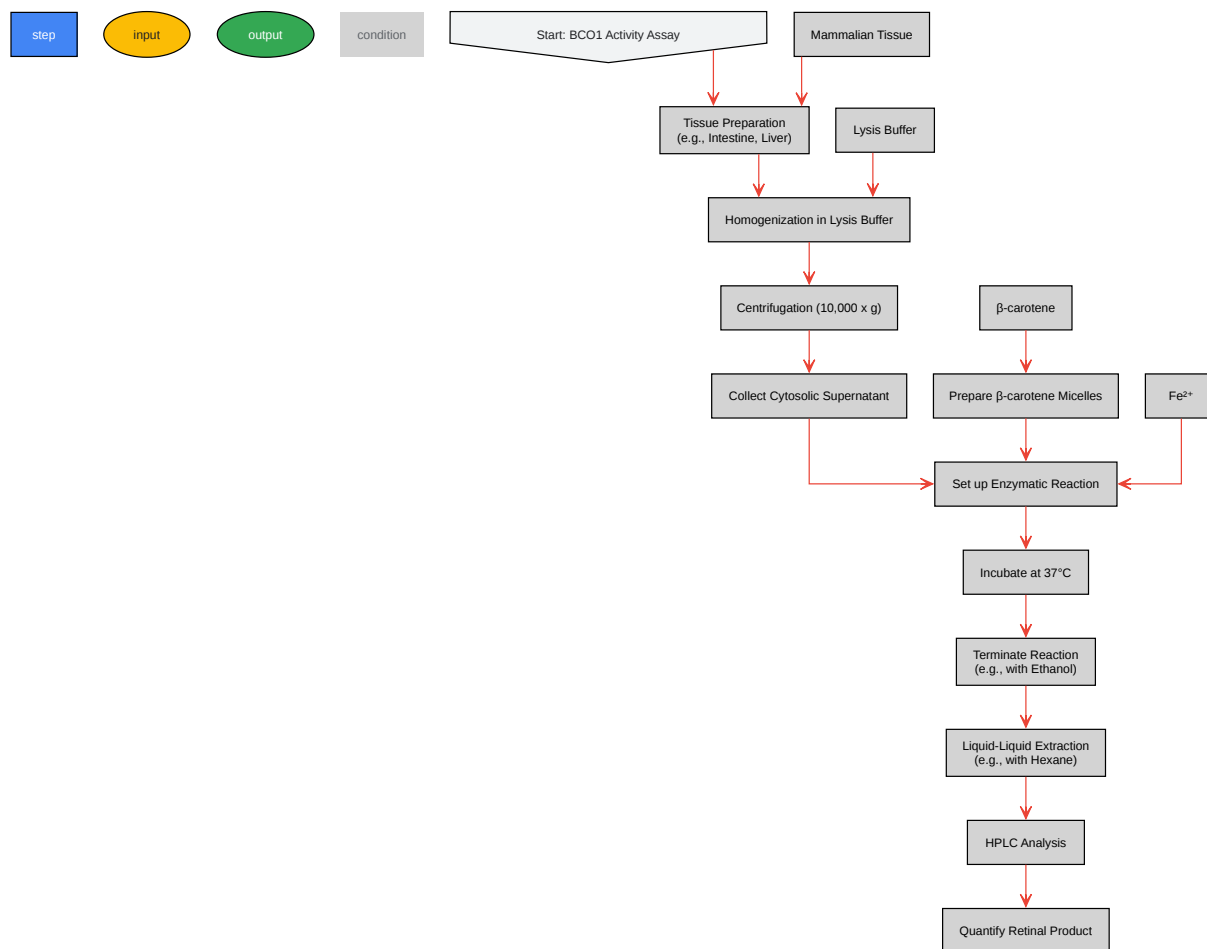 step
input
output
condition
Start: BCO1 Activity Assay
Mammalian Tissue
Tissue Preparation
(e.g., Intestine, Liver)
Lysis Buffer
Homogenization in Lysis Buffer
Centrifugation (10,000 x g)
β-carotene
Collect Cytosolic Supernatant
Prepare β-carotene Micelles
Fe²⁺
Set up Enzymatic Reaction
Incubate at 37°C
Terminate Reaction
(e.g., with Ethanol)
Liquid-Liquid Extraction
(e.g., with Hexane)
HPLC Analysis
Quantify Retinal Product